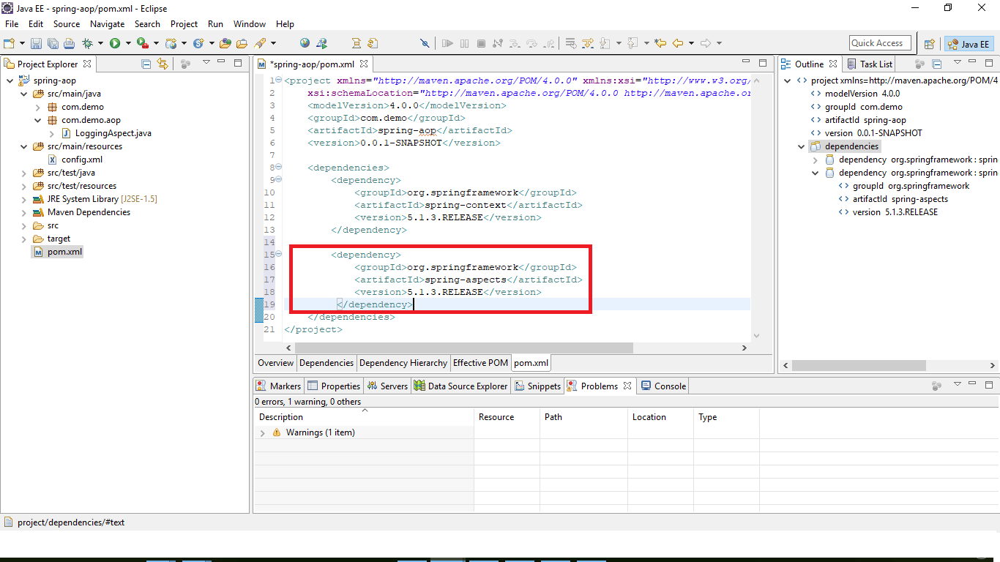 Java EE - spring-aop/pom.xml - Eclipse
File Edit Source Navigate Search Project Run Window Help
Quick Access
Java EE
Project Explorer
spring-aop
src/main/java
com.demo
com.demo.aop
LoggingAspect.java
src/main/resources
config.xml
src/test/java
src/test/resources
JRE System Library [J2SE-1.5]
Maven Dependencies
src
target
pom.xml
*spring-aop/pom.xml
1 <project xmlns="http://maven.apache.org/POM/4.0.0" xmlns:xsi="http://www.w3.org/
2 xsi:schemaLocation="http://maven.apache.org/POM/4.0.0 http://maven.apache.or
3 <modelVersion>4.0.0</modelVersion>
4 <groupId>com.demo</groupId>
5 <artifactId>spring-aop</artifactId>
6 <version>0.0.1-SNAPSHOT</version>
7
8 <dependencies>
9 <dependency>
10 <groupId>org.springframework</groupId>
11 <artifactId>spring-context</artifactId>
12 <version>5.1.3.RELEASE</version>
13 </dependency>
14
15 <dependency>
16 <groupId>org.springframework</groupId>
17 <artifactId>spring-aspects</artifactId>
18 <version>5.1.3.RELEASE</version>
19 </dependency>
20 </dependencies>
21 </project>
Overview Dependencies Dependency Hierarchy Effective POM pom.xml
Outline Task List
project xmlns=http://maven.apache.org/POM/4
modelVersion 4.0.0
groupId com.demo
artifactId spring-aop
version 0.0.1-SNAPSHOT
dependencies
dependency org.springframework : sprin
dependency org.springframework : sprin
groupId org.springframework
artifactId spring-aspects
version 5.1.3.RELEASE
Markers Properties Servers Data Source Explorer Snippets Problems Console
0 errors, 1 warning, 0 others
Description Resource Path Location Type
Warnings (1 item)
project/dependencies/#text